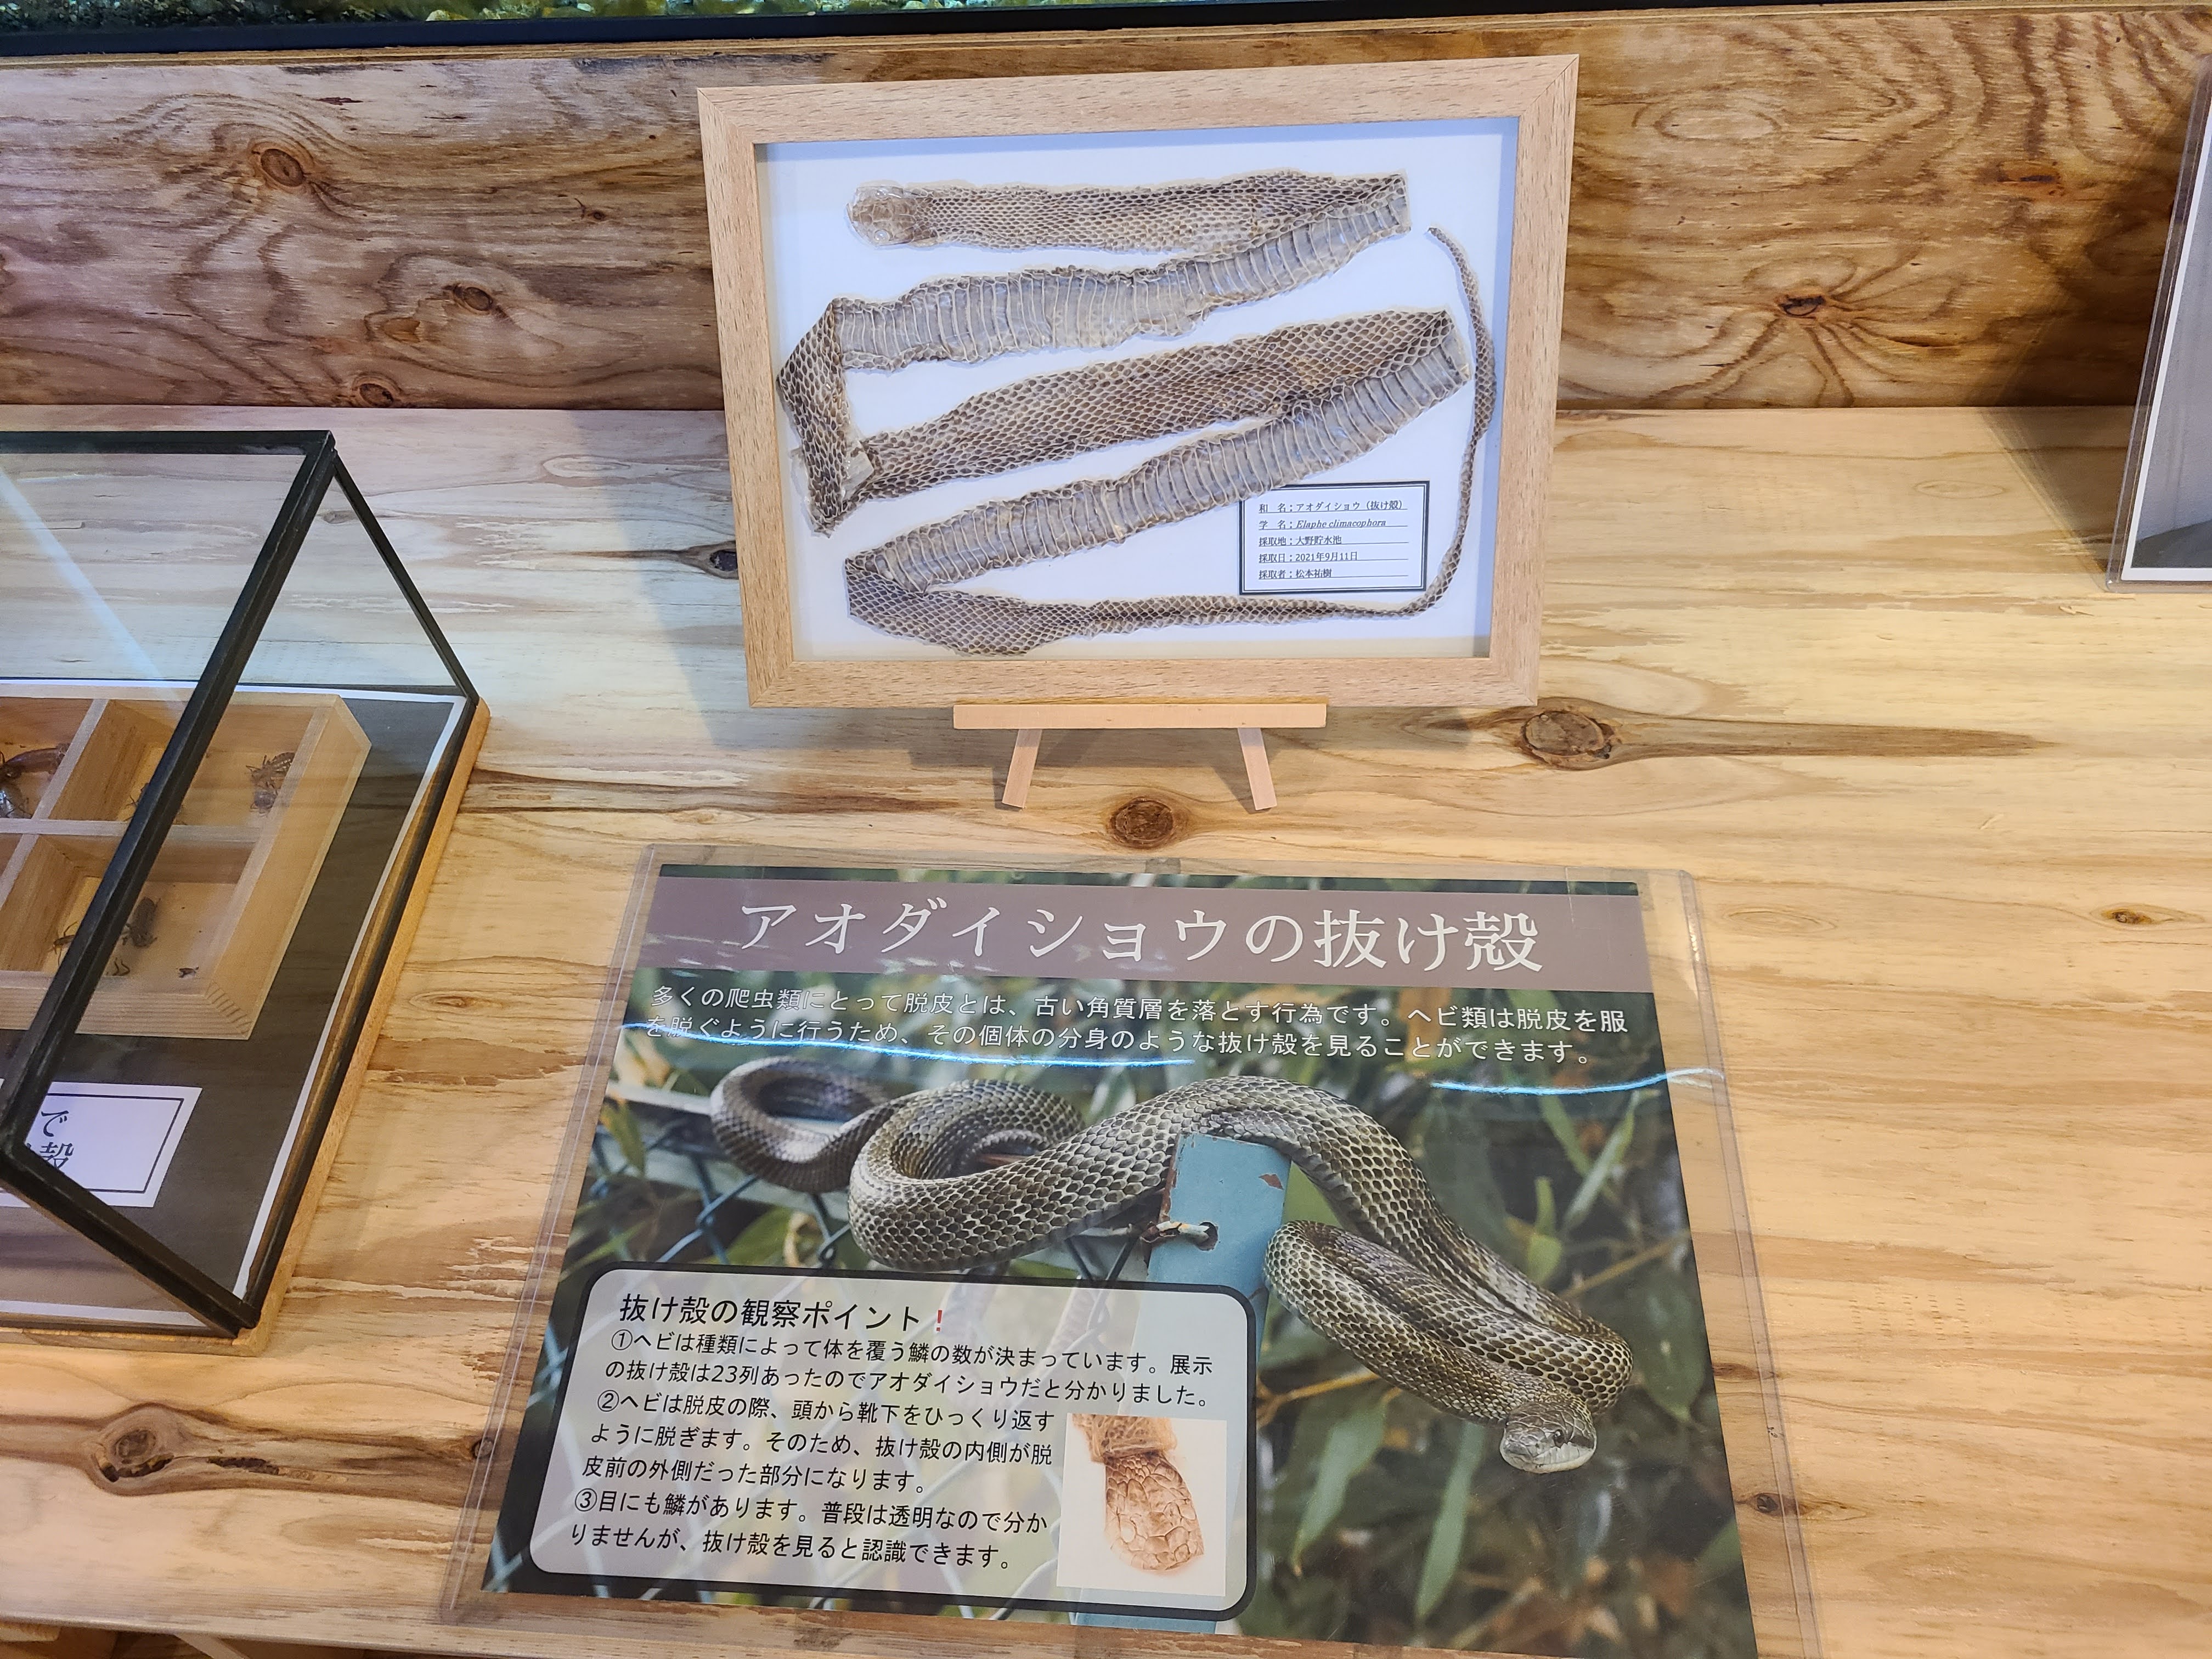 和　名：アオダイショウ（抜け殻）
学　名：Elaphe climacophora
採取地：大野貯水池
採取日：2021年9月11日
採取者：松本祐樹
アオダイショウの抜け殻
多くの爬虫類にとって脱皮とは、古い角質層を落とす行為です。ヘビ類は脱皮を服
を脱ぐように行うため、その個体の分身のような抜け殻を見ることができます。
抜け殻の観察ポイント❗
①ヘビは種類によって体を覆う鱗の数が決まっています。展示
の抜け殻は23列あったのでアオダイショウだと分かりました。
②ヘビは脱皮の際、頭から靴下をひっくり返す
ように脱ぎます。そのため、抜け殻の内側が脱
皮前の外側だった部分になります。
③目にも鱗があります。普段は透明なので分か
りませんが、抜け殻を見ると認識できます。
で
殻